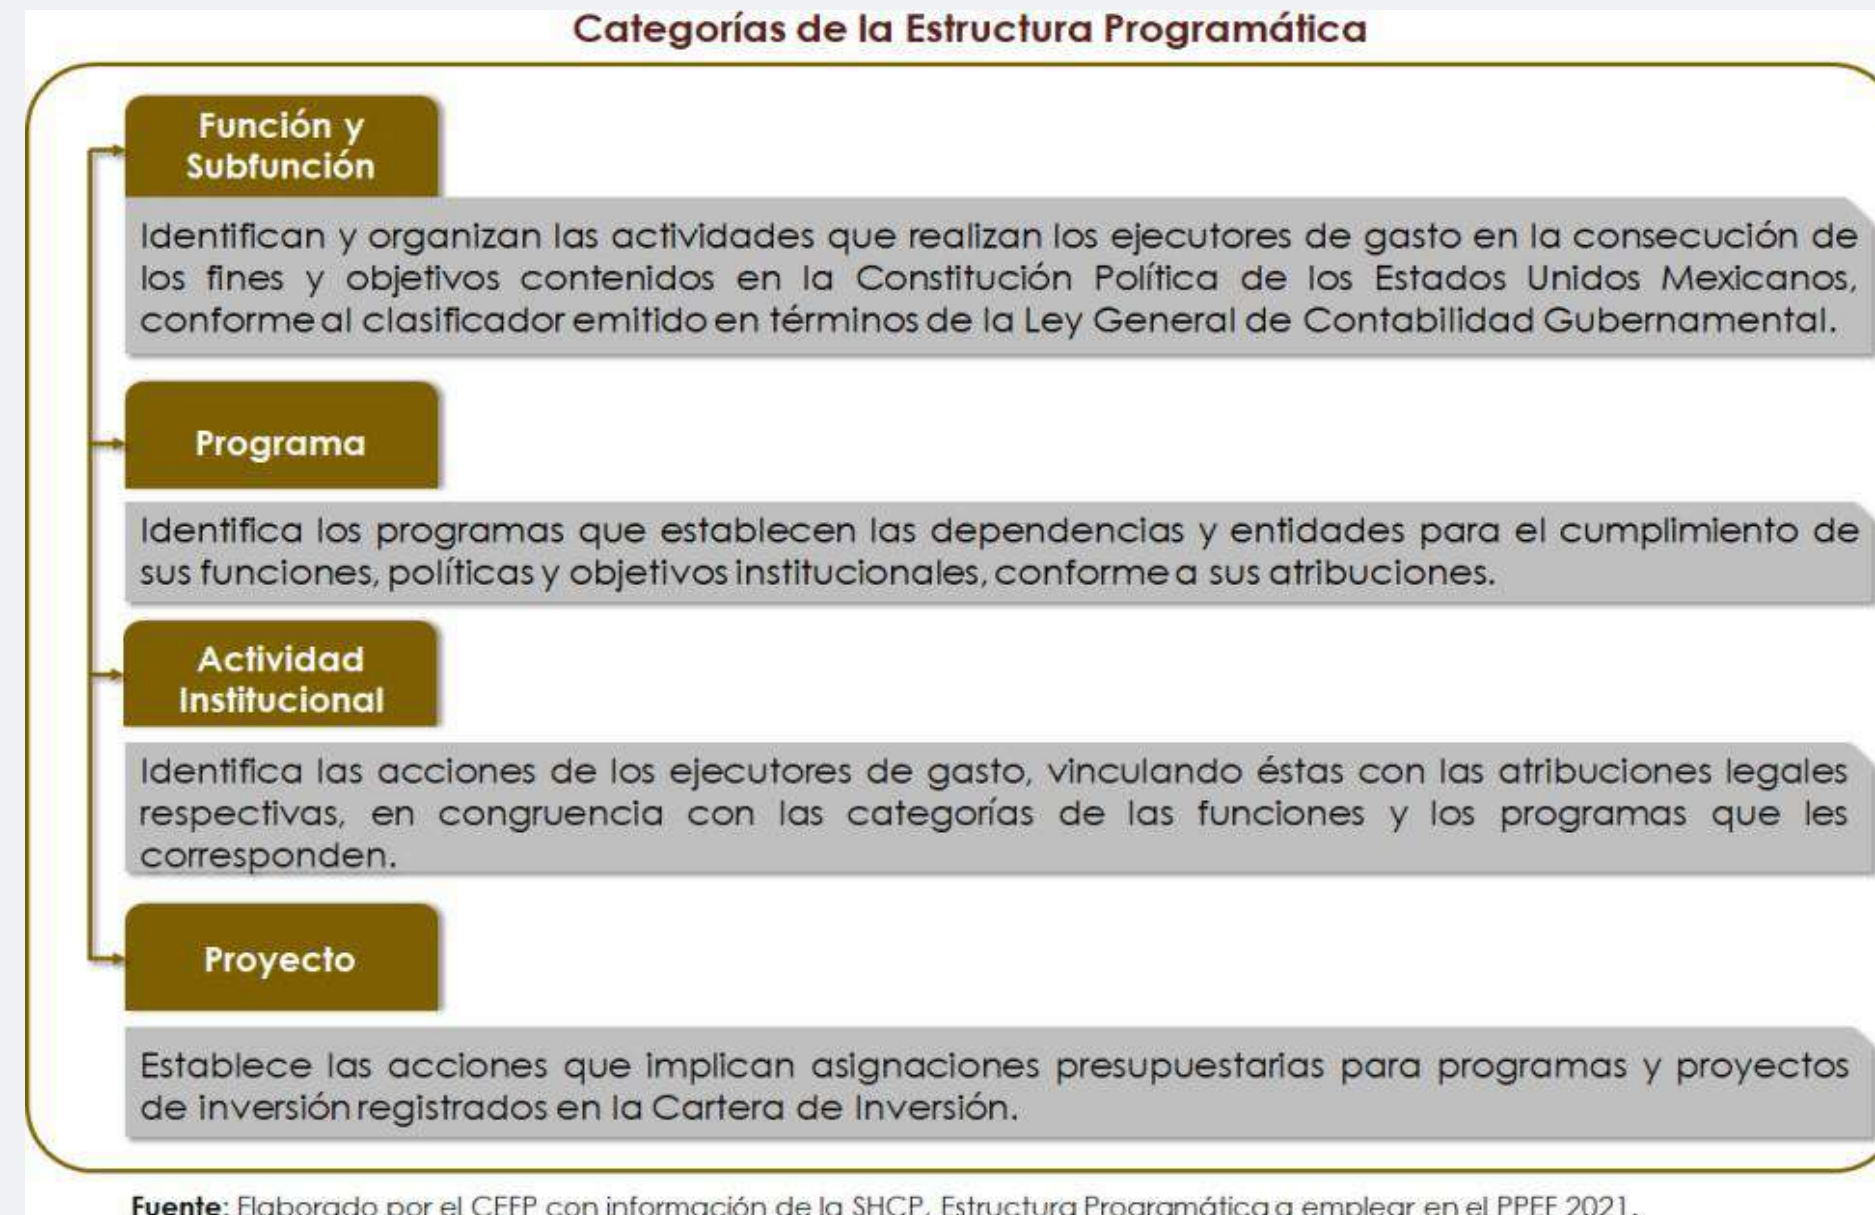 Categorías de la Estructura Programática
Función y
Subfunción
Identifican y organizan las actividades que realizan los ejecutores de gasto en la consecución de
los fines y objetivos contenidos en la Constitución Política de los Estados Unidos Mexicanos,
conforme al clasificador emitido en términos de la Ley General de Contabilidad Gubernamental.
Programa
Identifica los programas que establecen las dependencias y entidades para el cumplimiento de
sus funciones, políticas y objetivos institucionales, conforme a sus atribuciones.
Actividad
Institucional
Identifica las acciones de los ejecutores de gasto, vinculando éstas con las atribuciones legales
respectivas, en congruencia con las categorías de las funciones y los programas que les
corresponden.
Proyecto
Establece las acciones que implican asignaciones presupuestarias para programas y proyectos
de inversión registrados en la Cartera de Inversión.
Fuente: Elaborado por el CEFP con información de la SHCP, Estructura Programática a emplear en el PPEF 2021.